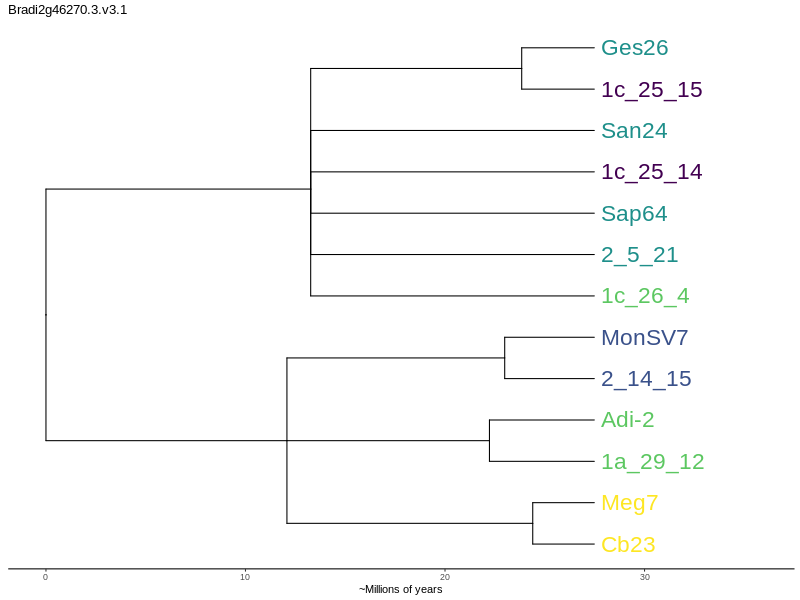 Bradi2g46270.3.v3.1
Ges26
1c_25_15
San24
1c_25_14
Sap64
2_5_21
1c_26_4
MonSV7
2_14_15
Adi-2
1a_29_12
Meg7
Cb23
0 10 20 30
~Millions of years